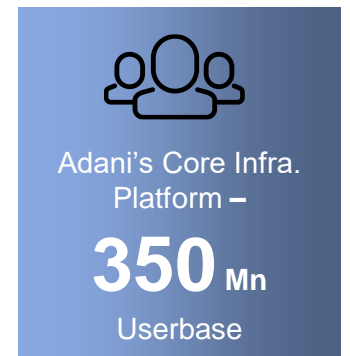 Adani’s Core Infra.
Platform –
350 Mn
Userbase